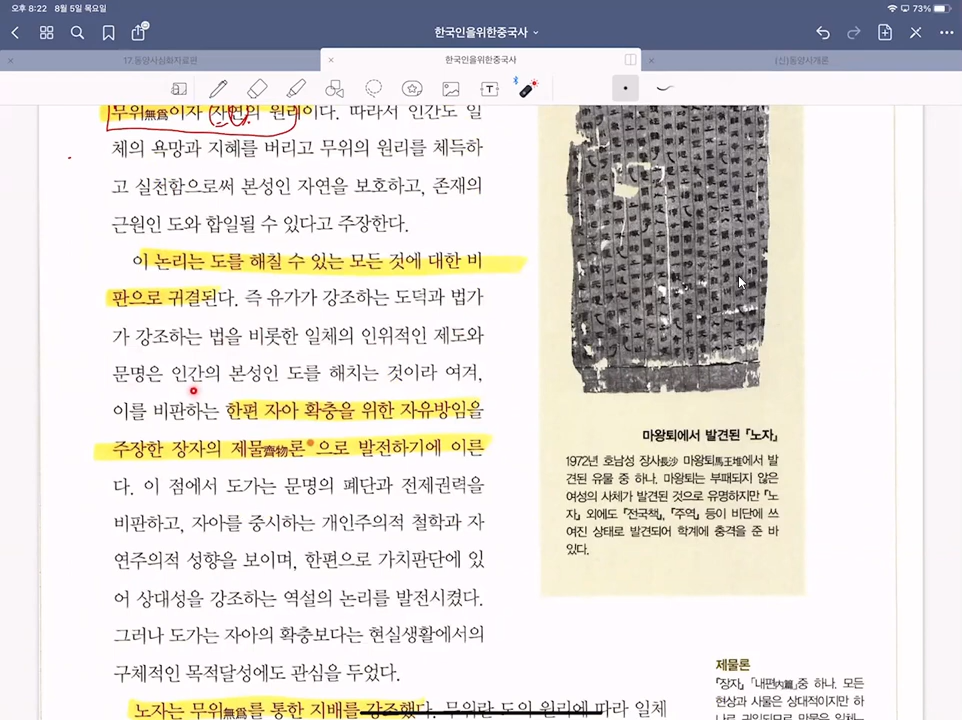 오후 8:22 8월 5일 목요일
73%
한국인을위한중국사
17.동양사심화자료원
한국인을위한중국사
(신)동양사개론
무위無爲이자 자연의 원리이다. 따라서 인간도 일
체의 욕망과 지혜를 버리고 무위의 원리를 체득하
고 실천함으로써 본성인 자연을 보호하고, 존재의
근원인 도와 합일될 수 있다고 주장한다.
이 논리는 도를 해칠 수 있는 모든 것에 대한 비
판으로 귀결된다. 즉 유가가 강조하는 도덕과 법가
가 강조하는 법을 비롯한 일체의 인위적인 제도와
문명은 인간의 본성인 도를 해치는 것이라 여겨,
이를 비판하는 한편 자아 확충을 위한 자유방임을
주장한 장자의 제물齊物론으로 발전하기에 이른
다. 이 점에서 도가는 문명의 폐단과 전제권력을
비판하고, 자아를 중시하는 개인주의적 철학과 자
연주의적 성향을 보이며, 한편으로 가치판단에 있
어 상대성을 강조하는 역설의 논리를 발전시켰다.
그러나 도가는 자아의 확충보다는 현실생활에서의
구체적인 목적달성에도 관심을 두었다.
노자는 무위無爲를 통한 지배를 강조했다. 무위란 도의 원리에 따라 일체
마왕퇴에서 발견된 『노자』
1972년 호남성 장사長沙 마왕퇴馬王堆에서 발
견된 유물 중 하나. 마왕퇴는 부패되지 않은
여성의 사체가 발견된 것으로 유명하지만 『노
자』 외에도 『전국책』, 『주역』 등이 비단에 쓰
여진 상태로 발견되어 학계에 충격을 준 바
있다.
제물론
『장자』 「내편內篇」 중 하나. 모든
현상과 사물은 상대적이지만 하